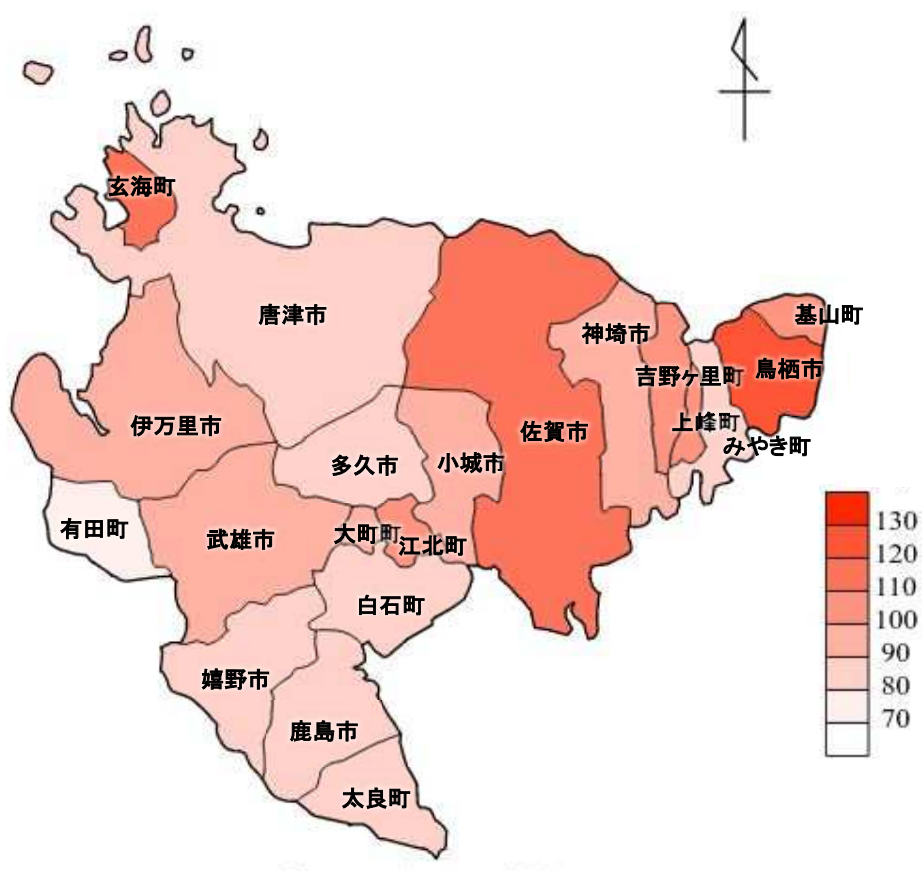 玄海町
唐津市
基山町
神埼市
鳥栖市
吉野ヶ里町
上峰町
伊万里市
佐賀市
みやき町
多久市
小城市
有田町
武雄市
大町町
江北町
白石町
嬉野市
鹿島市
太良町
130
120
110
100
90
80
70